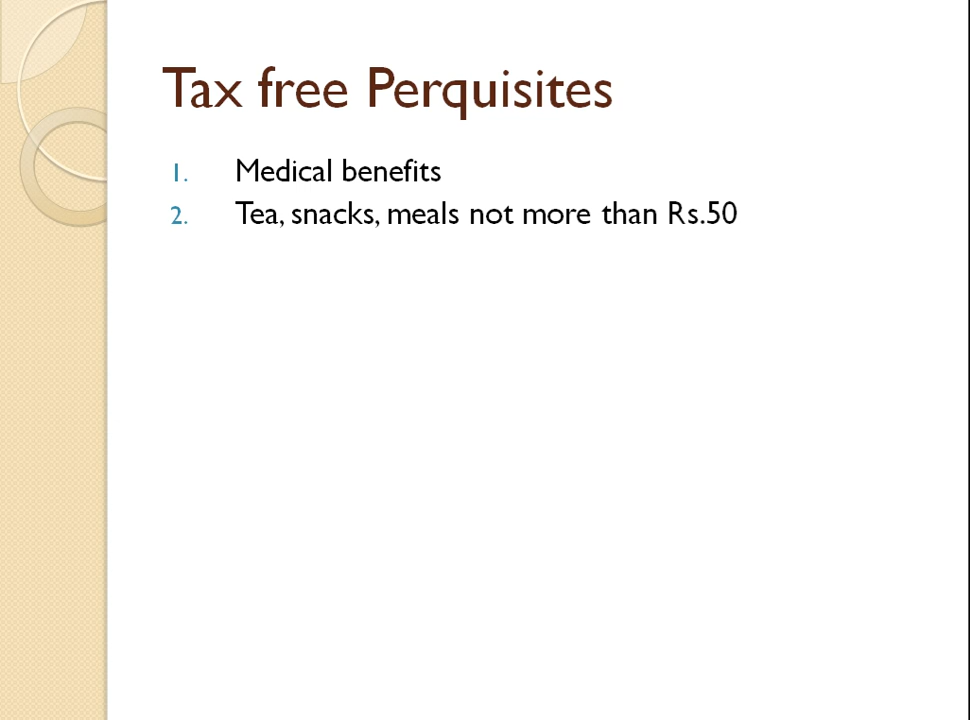 Tax free Perquisites
1. Medical benefits
2. Tea, snacks, meals not more than Rs.50